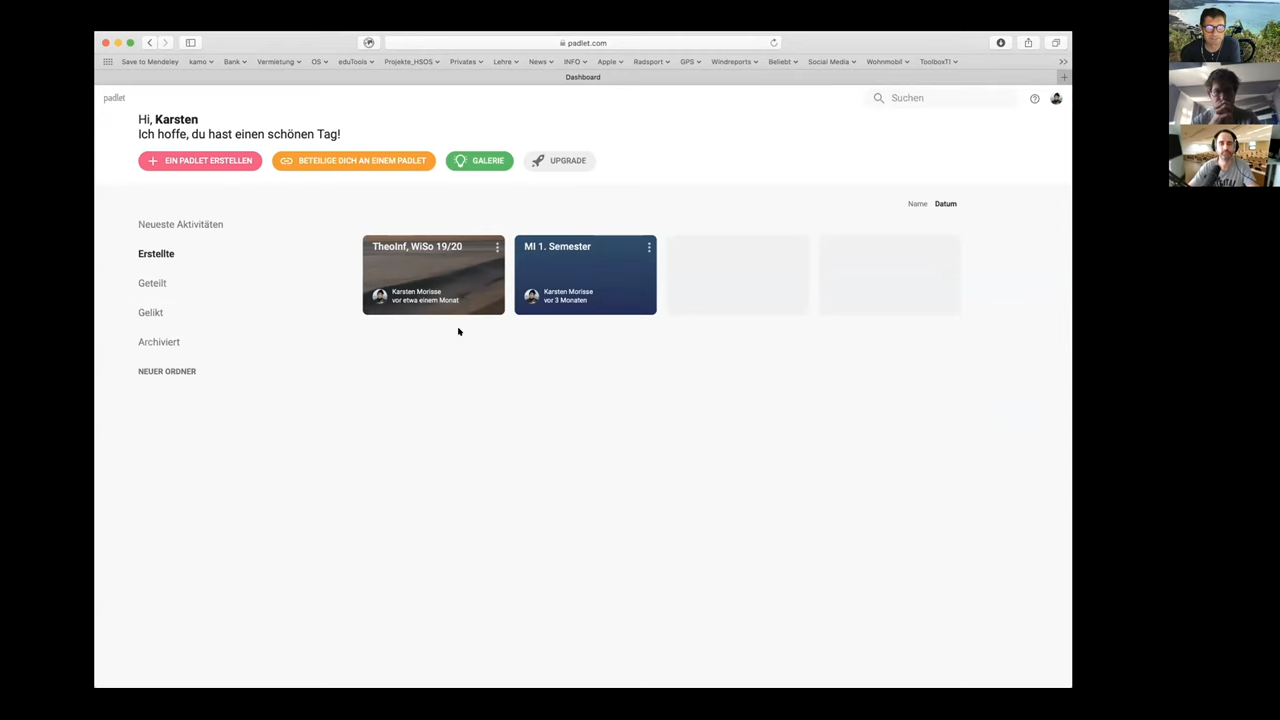 padlet.com
Save to Mendeley kamo Bank Vermietung OS eduTools Projekte_HSOS Privates Lehre News INFO Apple Radsport GPS Windreports Beliebt Social Media Wohnmobil ToolboxTI
Dashboard
padlet
Suchen
Hi, Karsten
Ich hoffe, du hast einen schönen Tag!
EIN PADLET ERSTELLEN BETEILIGE DICH AN EINEM PADLET GALERIE UPGRADE
Name Datum
Neueste Aktivitäten
Erstellte
Geteilt
Gelikt
Archiviert
NEUER ORDNER
TheoInf, WiSo 19/20
Karsten Morisse
vor etwa einem Monat
MI 1. Semester
Karsten Morisse
vor 3 Monaten